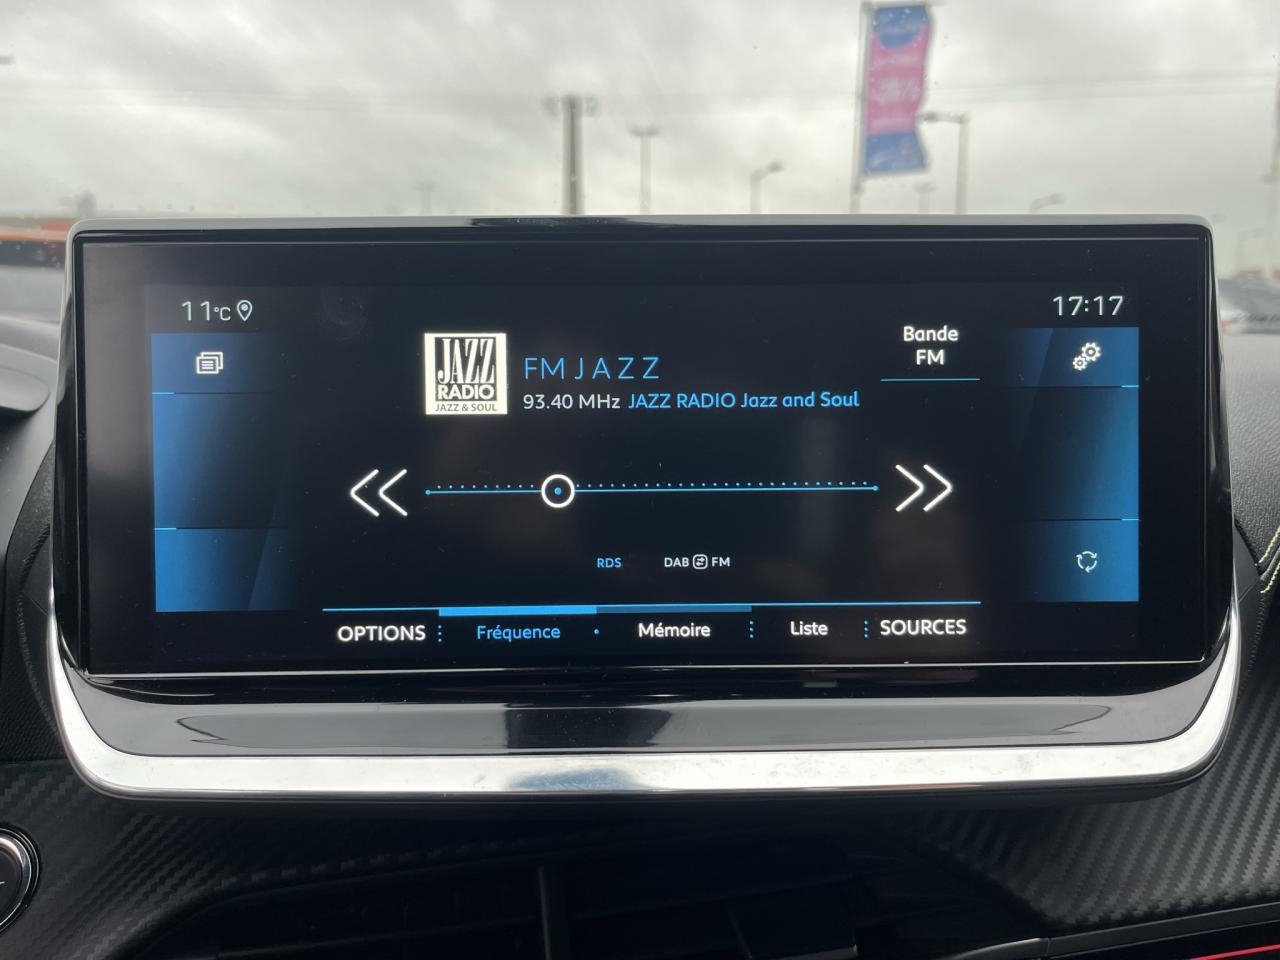 11°C
17:17
JAZZ
RADIO
JAZZ & SOUL
FM J A Z Z
93.40 MHz JAZZ RADIO Jazz and Soul
Bande
FM
RDS
DAB FM
OPTIONS
Fréquence
Mémoire
Liste
SOURCES